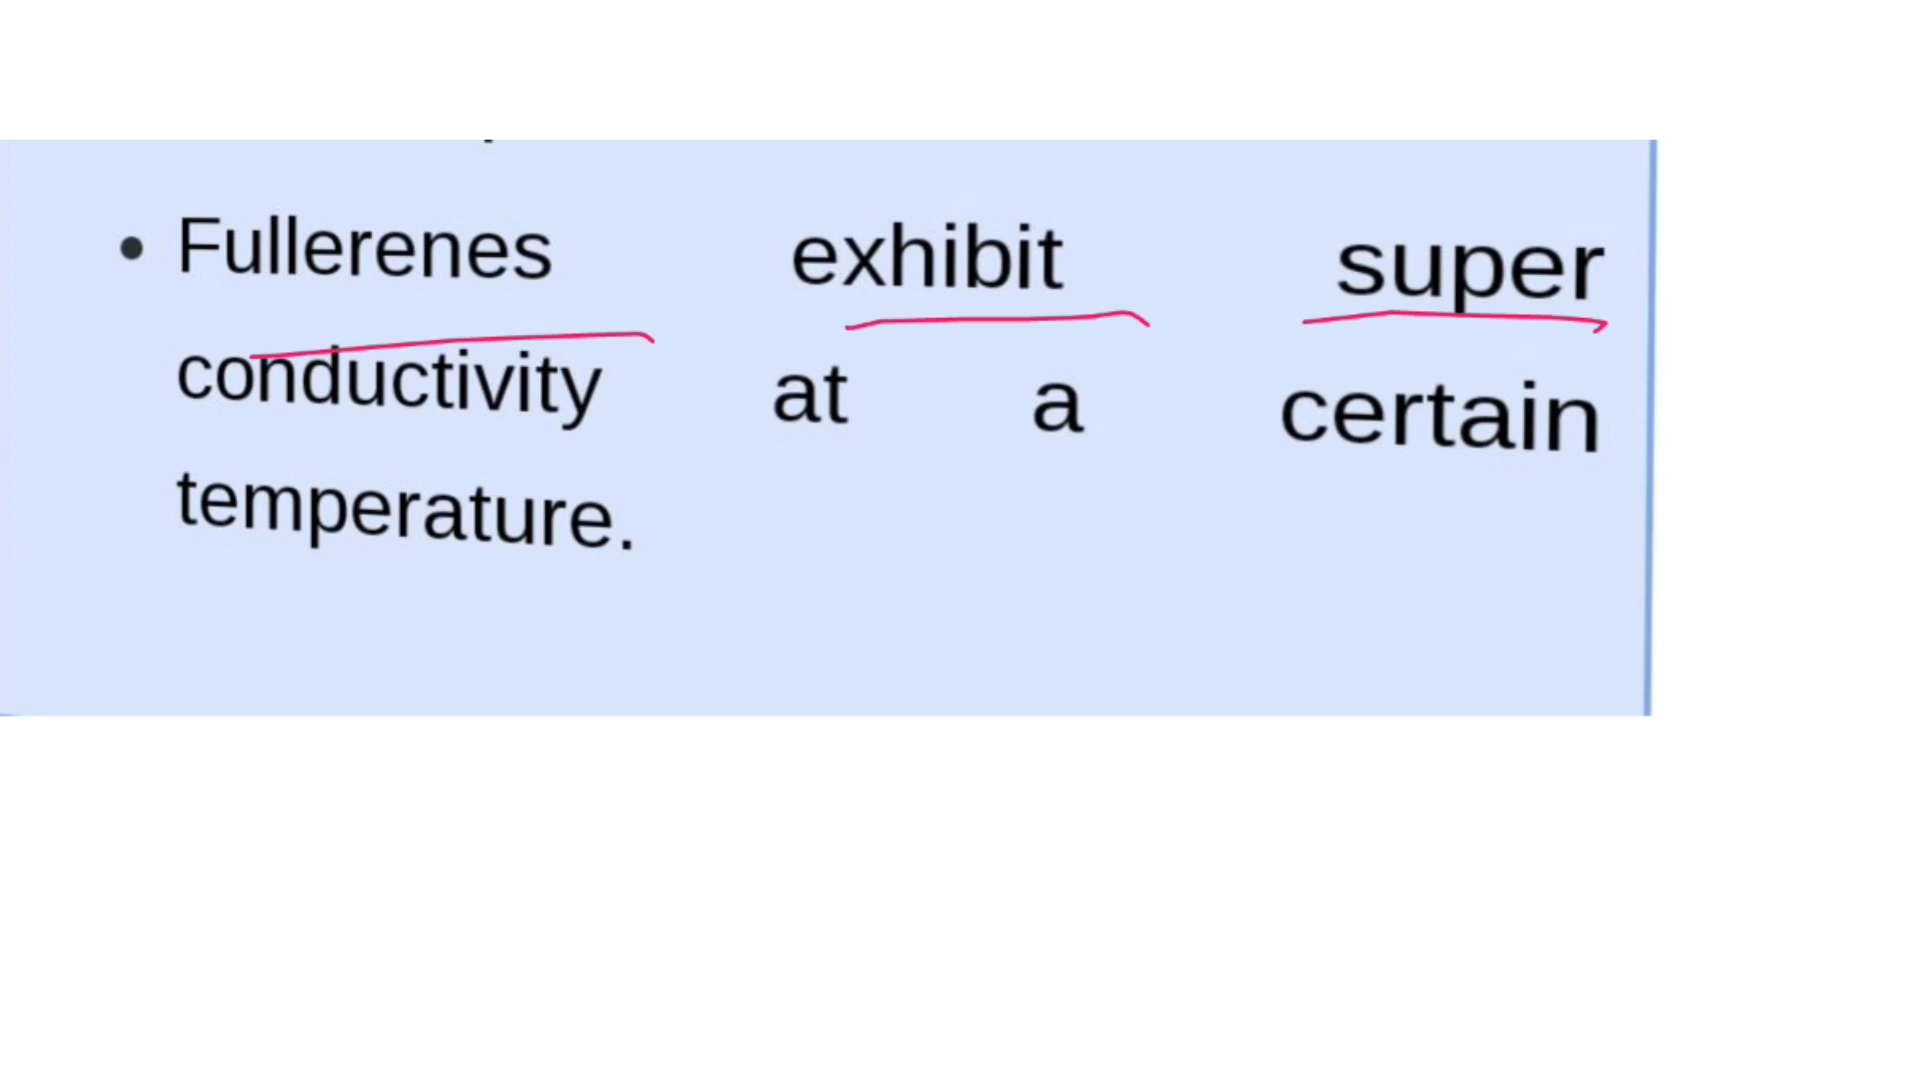 • Fullerenes exhibit super
conductivity at a certain
temperature.